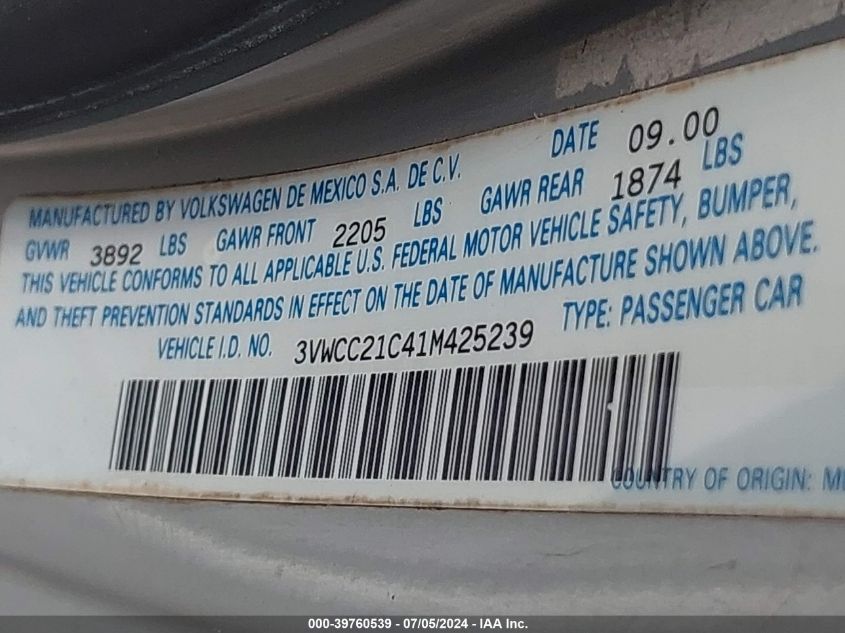 MANUFACTURED BY VOLKSWAGEN DE MEXICO S.A. DE C.V. DATE 09.00
GVWR 3892 LBS GAWR FRONT 2205 LBS GAWR REAR 1874 LBS
THIS VEHICLE CONFORMS TO ALL APPLICABLE U.S. FEDERAL MOTOR VEHICLE SAFETY, BUMPER,
AND THEFT PREVENTION STANDARDS IN EFFECT ON THE DATE OF MANUFACTURE SHOWN ABOVE.
VEHICLE I.D. NO. 3VWCC21C41M425239 TYPE: PASSENGER CAR
COUNTRY OF ORIGIN:
000-39760539 / 07/05/2024 - IAA Inc.